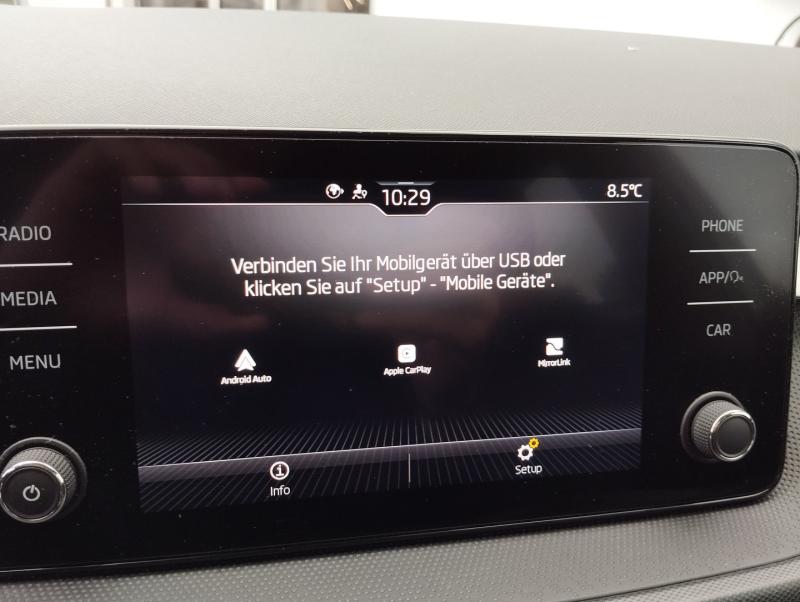 10:29
8.5°C
RADIO
MEDIA
MENU
Verbinden Sie Ihr Mobilgerät über USB oder
klicken Sie auf "Setup" - "Mobile Geräte".
Android Auto
Apple CarPlay
MirrorLink
Info
Setup
PHONE
APP/
CAR